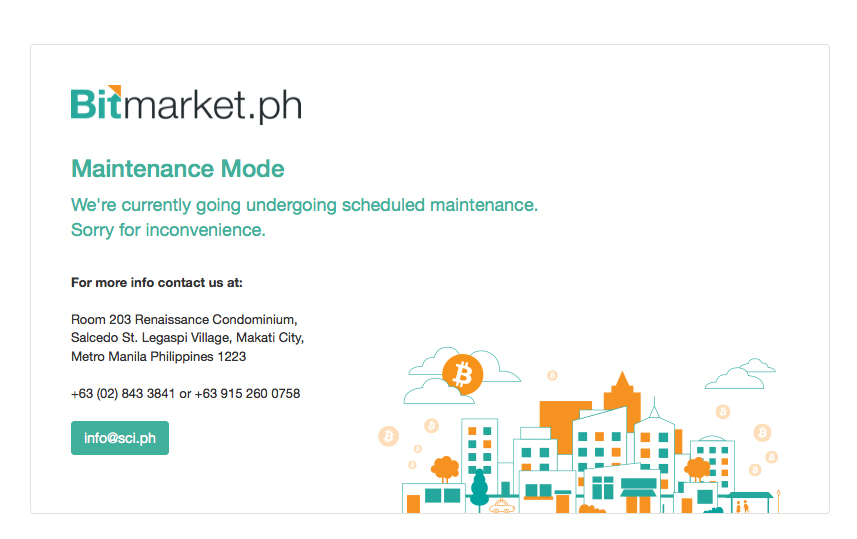 Bitmarket.ph
Maintenance Mode
We're currently going undergoing scheduled maintenance.
Sorry for inconvenience.
For more info contact us at:
Room 203 Renaissance Condominium,
Salcedo St. Legaspi Village, Makati City,
Metro Manila Philippines 1223
+63 (02) 843 3841 or +63 915 260 0758
info@sci.ph